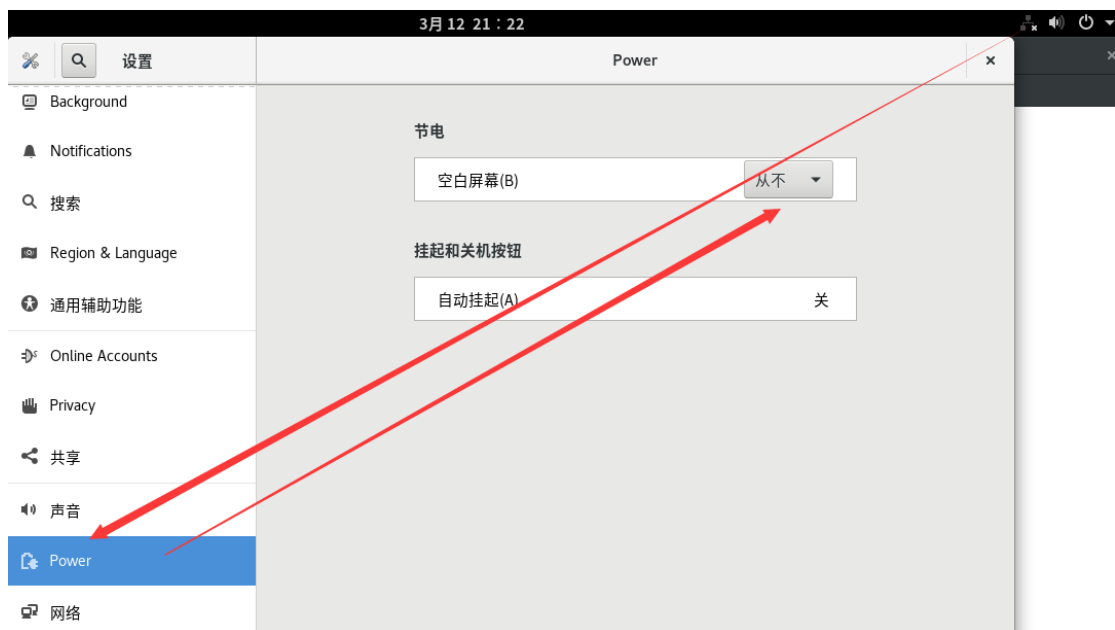 3月 12 21：22
设置
Power
Background
Notifications
搜索
Region & Language
通用辅助功能
Online Accounts
Privacy
共享
声音
Power
网络
节电
空白屏幕(B)
从不
挂起和关机按钮
自动挂起(A)
关